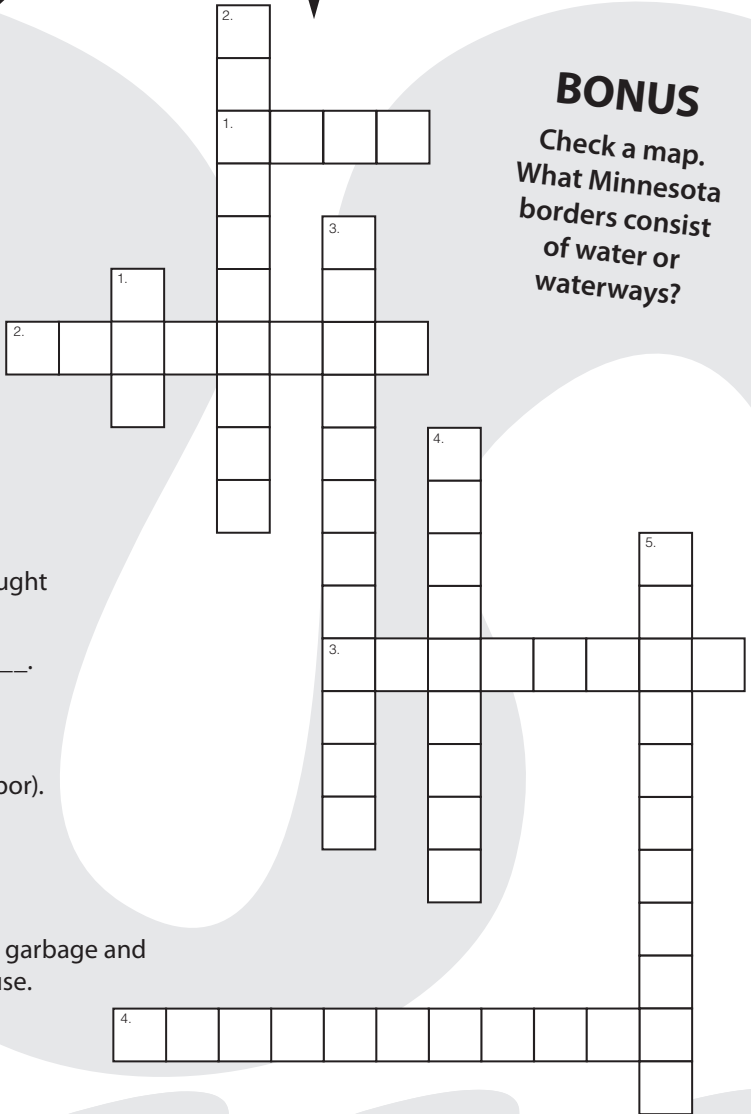 2.
BONUS
Check a map.
What Minnesota
borders consist
of water or
waterways?
1.
3.
1.
2.
4.
5.
ught
__.
3.
oor).
garbage and
use.
4.